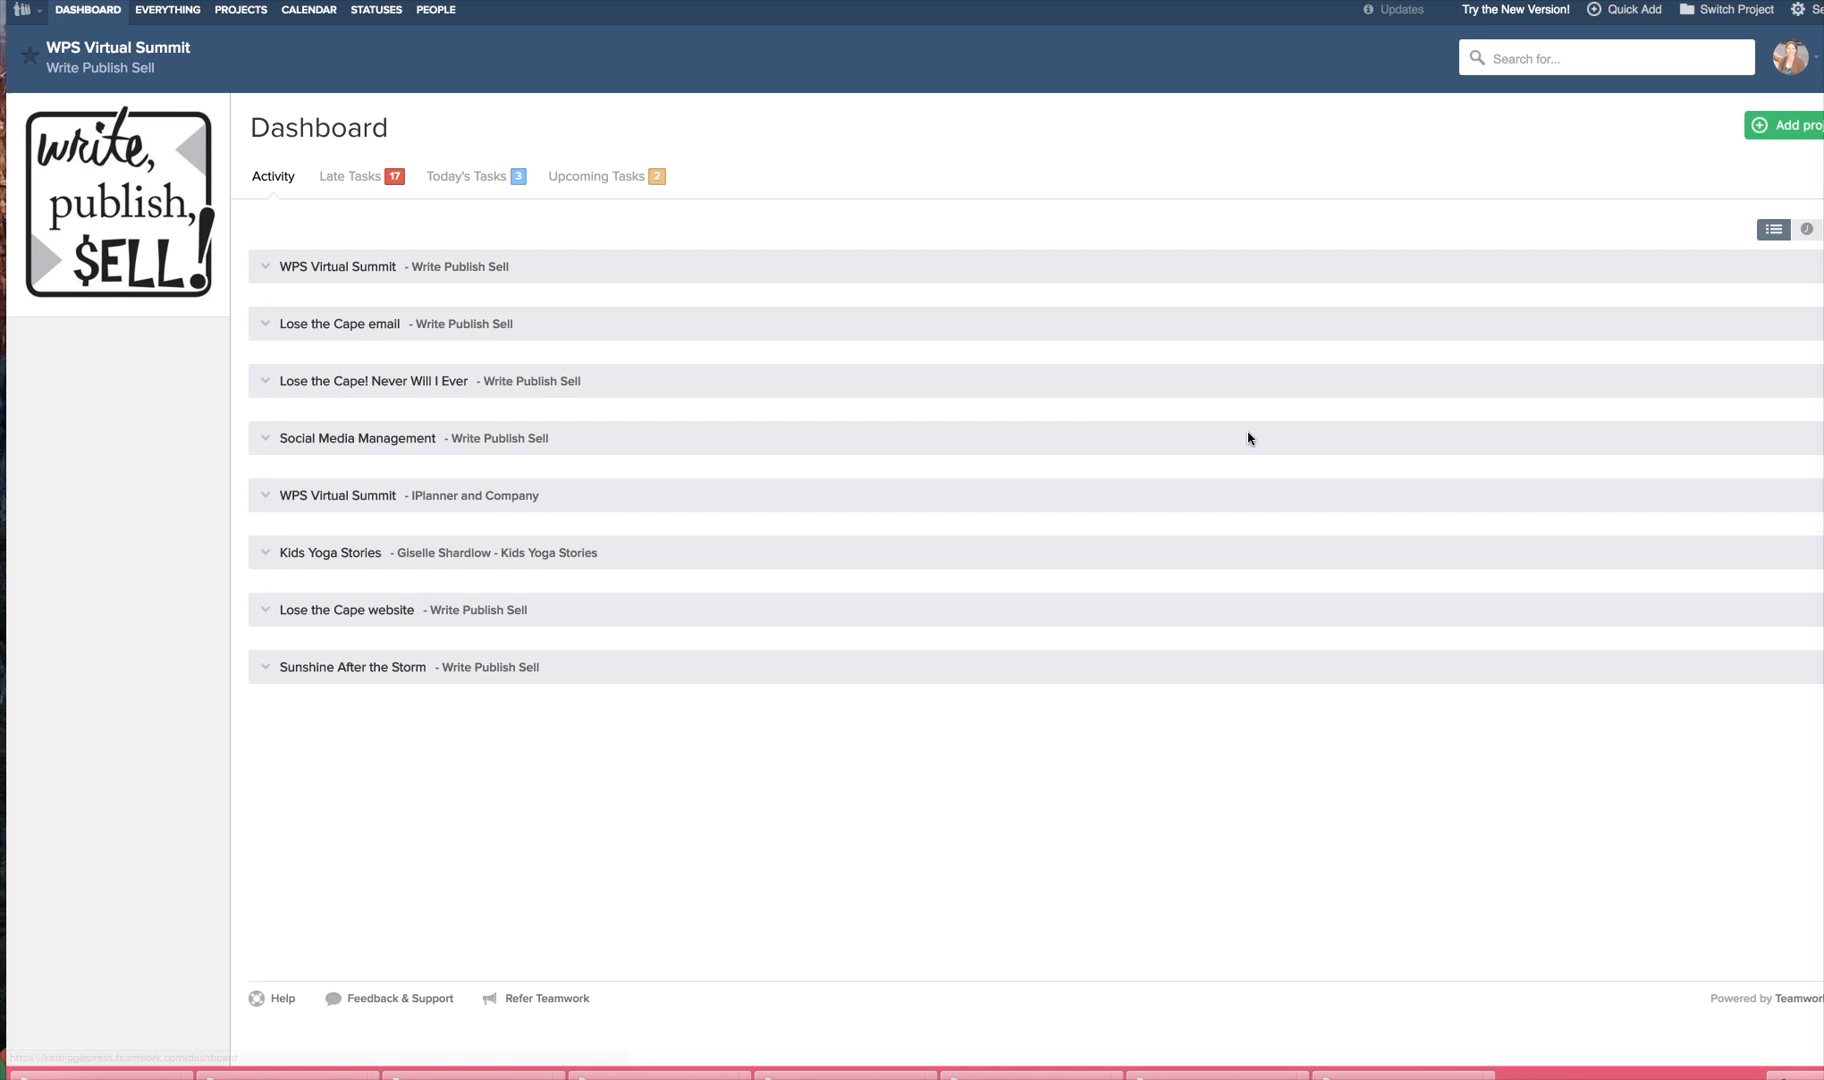 DASHBOARD EVERYTHING PROJECTS CALENDAR STATUSES PEOPLE Updates Try the New Version! Quick Add Switch Project
WPS Virtual Summit
Write Publish Sell
Search for...
write,
publish,
$ELL!
Dashboard
Add
Activity Late Tasks 17 Today's Tasks 3 Upcoming Tasks 2
WPS Virtual Summit - Write Publish Sell
Lose the Cape email - Write Publish Sell
Lose the Cape! Never Will I Ever - Write Publish Sell
Social Media Management - Write Publish Sell
WPS Virtual Summit - IPlanner and Company
Kids Yoga Stories - Giselle Shardlow - Kids Yoga Stories
Lose the Cape website - Write Publish Sell
Sunshine After the Storm - Write Publish Sell
Help Feedback & Support Refer Teamwork Powered by